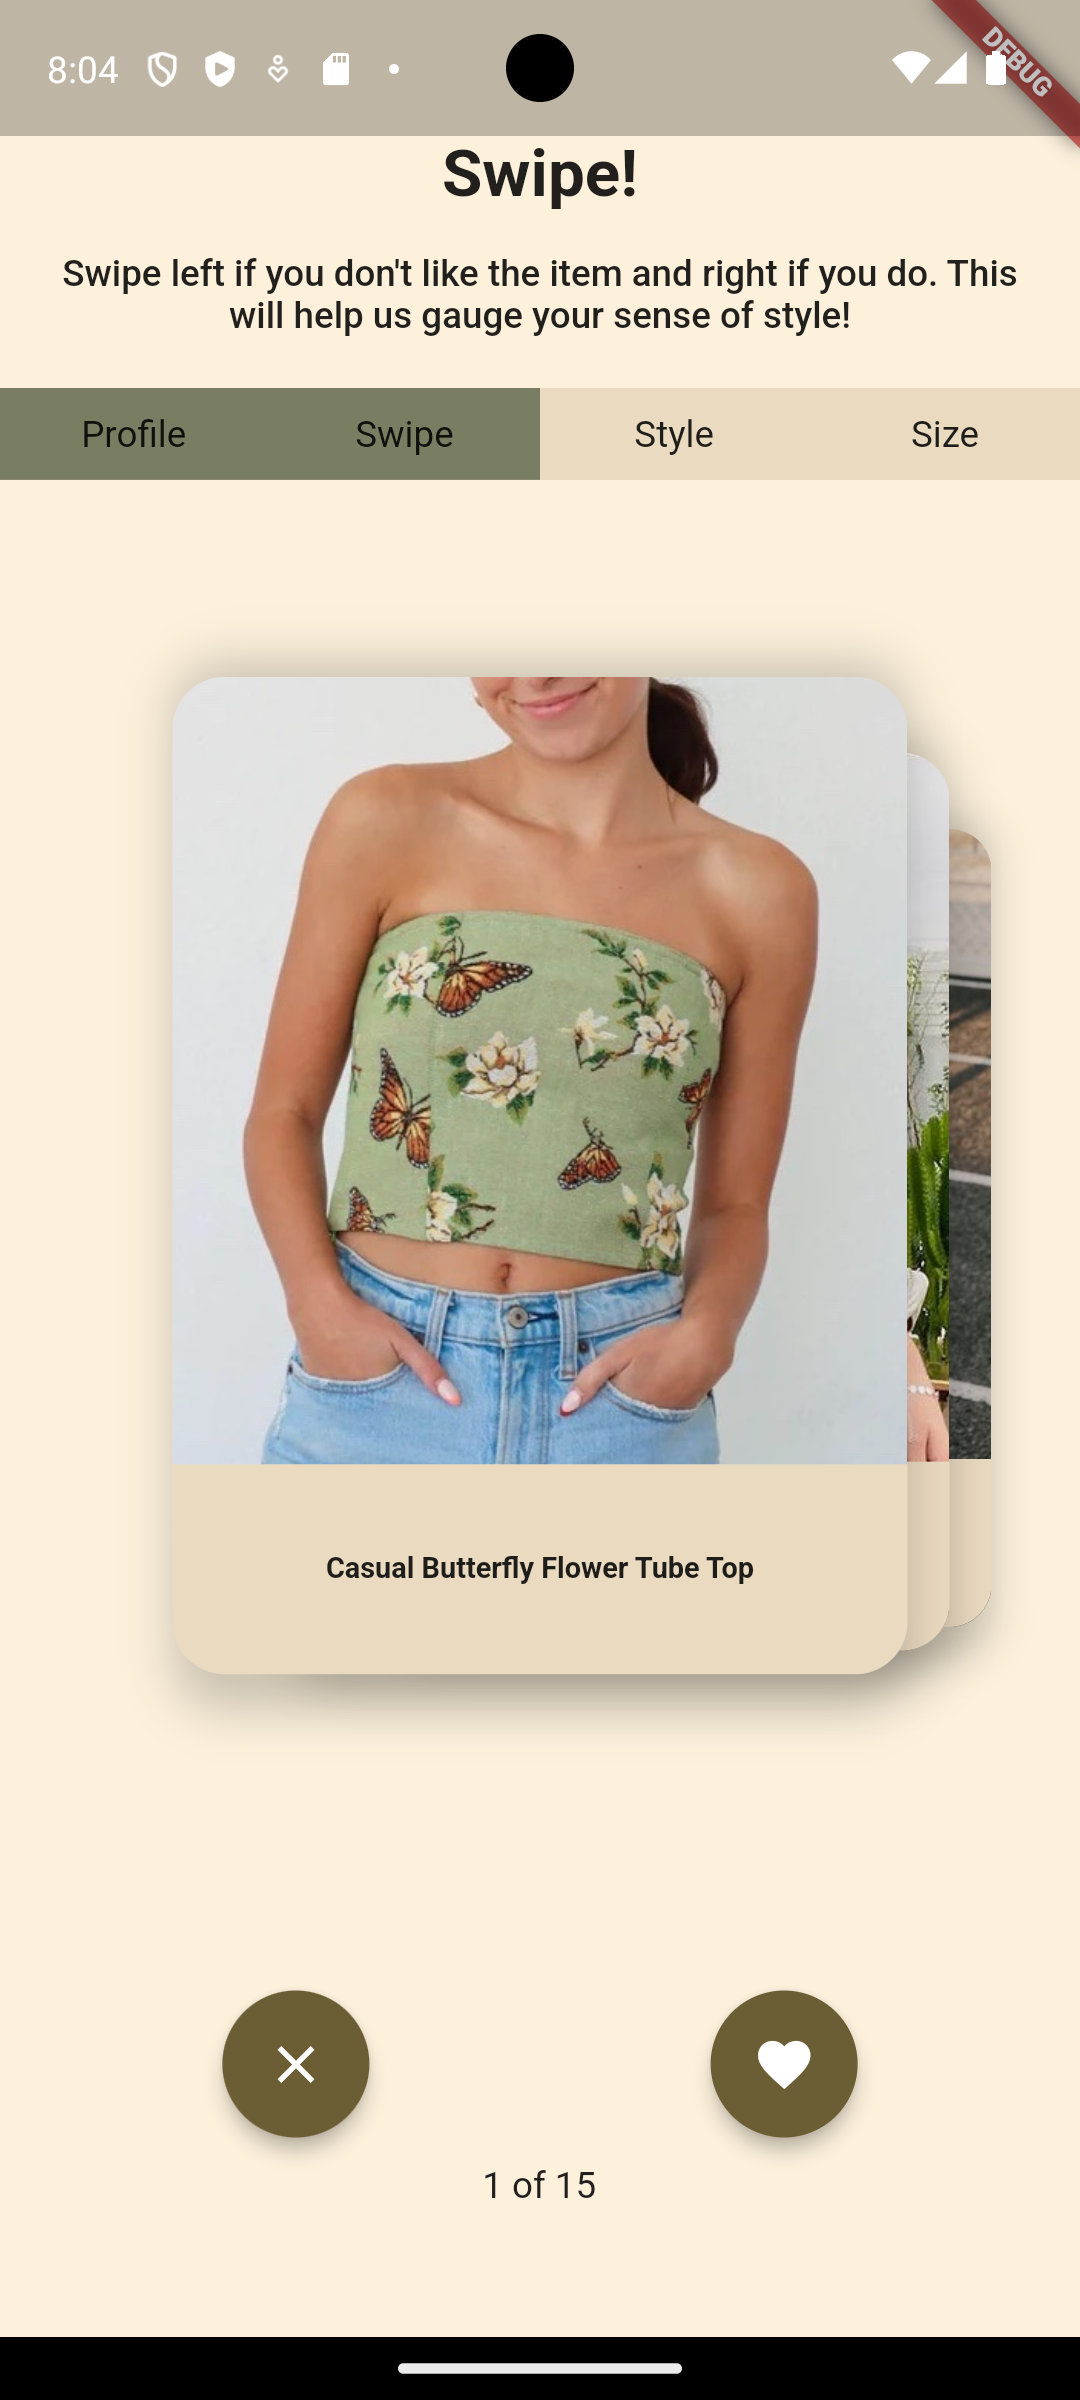 8:04
DEBUG
Swipe!
Swipe left if you don't like the item and right if you do. This
will help us gauge your sense of style!
Profile Swipe Style Size
Casual Butterfly Flower Tube Top
1 of 15